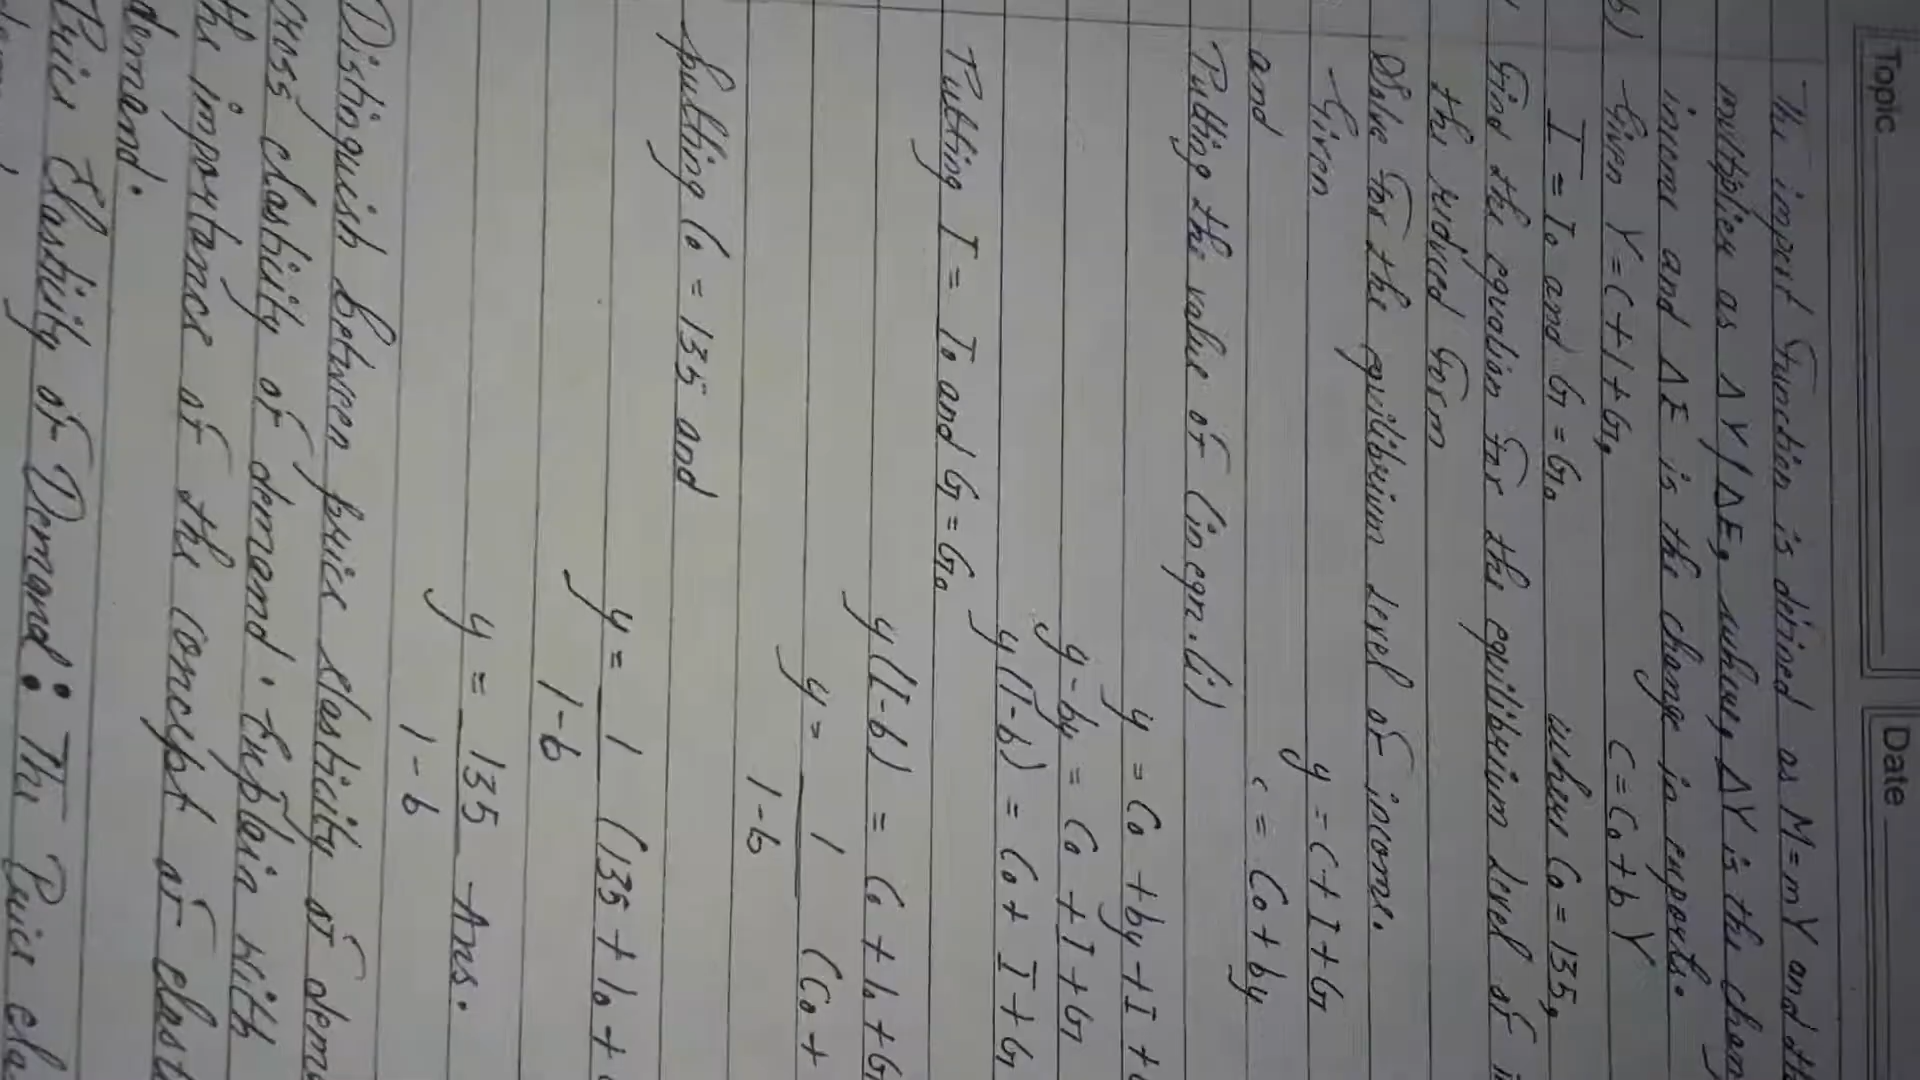 Topic
Date
The import Function is defined as M = mY and the
multiplier as ΔY/ΔE, where, ΔY is the chan
income and ΔE is the change in exports.
b) Given Y = C + I + G, C = C₀ + bY
I = I₀ and G = G₀ where C₀ = 135,
Find the equation for the equilibrium level of in
the reduced form
Solve for the equilibrium level of income.
Given y = C + I + G
and C = C₀ + by
Putting the value of C in eqn. (i)
y = C₀ + by + I +
y - by = C₀ + I + G
y(1-b) = C₀ + I + G
Putting I = I₀ and G = G₀
y(1-b) = C₀ + I₀ + G
y = 1 (C₀ +
1-b
putting C₀ = 135 and
y = 1 (135 + I₀ +
1-b
y = 135 Ans.
1-b
Distinguish between price elasticity of dema
cross elasticity of demand. Explain with
the importance of the concept of elasti
demand.
Price Elasticity of Demand: The Price ela